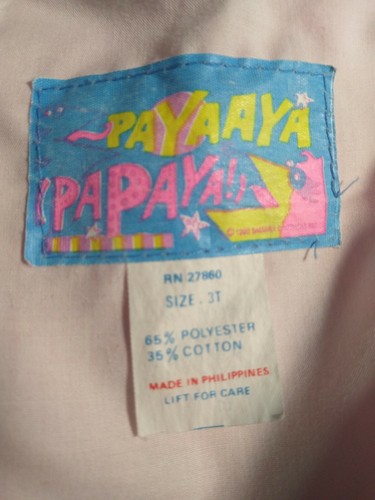 PAYAAYA
(PAPAYA!)
RN 27860
SIZE - 3T
65% POLYESTER
35% COTTON
MADE IN PHILIPPINES
LIFT FOR CARE